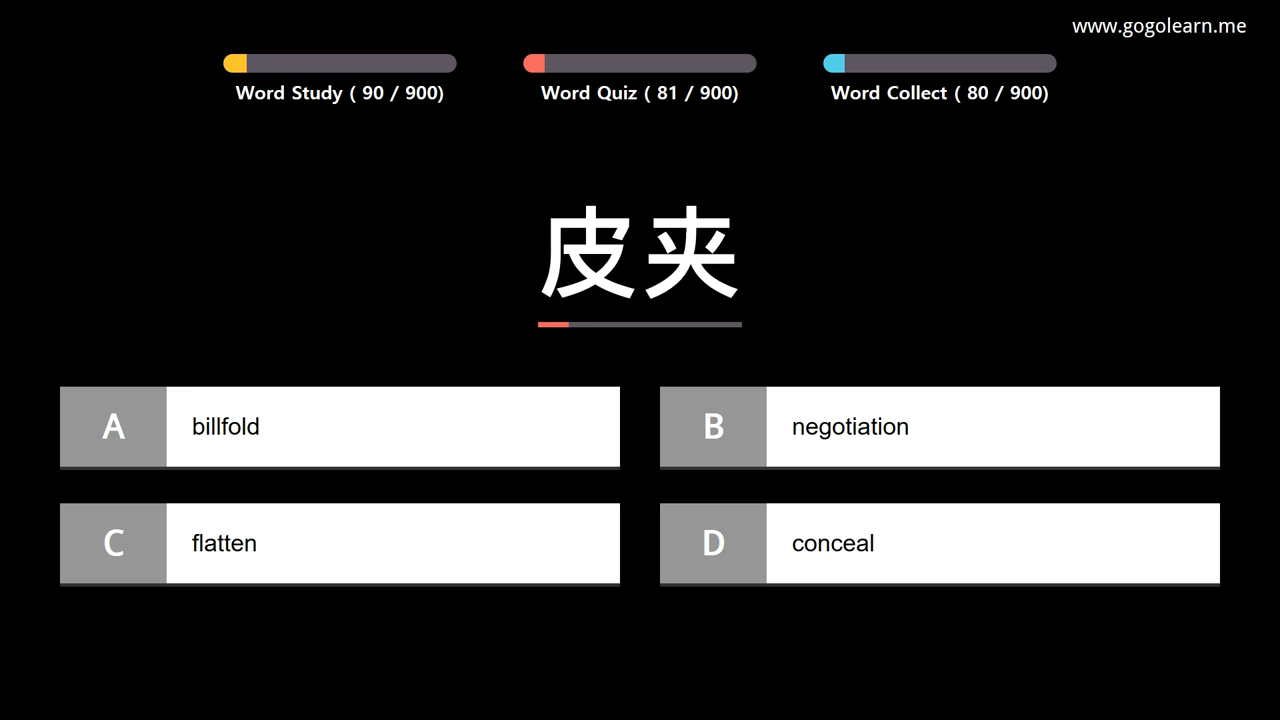 www.gogolearn.me
Word Study ( 90 / 900)
Word Quiz ( 81 / 900)
Word Collect ( 80 / 900)
皮夹
A billfold
B negotiation
C flatten
D conceal